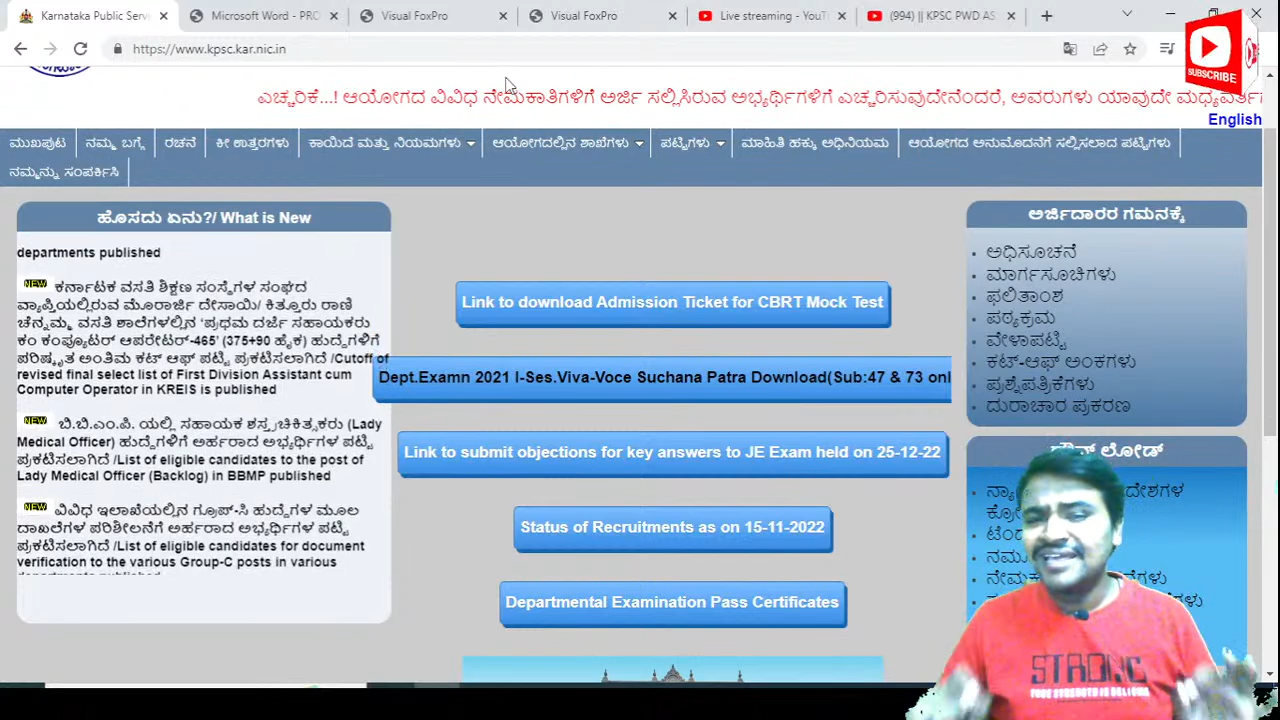 Karnataka Public Serv
Microsoft Word - PRO
Visual FoxPro
Visual FoxPro
Live streaming - YouT
(994) || KPSC PWD AS
https://www.kpsc.kar.nic.in
SUBSCRIBE
ಎಚ್ಚರಿಕೆ...! ಆಯೋಗದ ವಿವಿಧ ನೇಮಕಾತಿಗಳಿಗೆ ಅರ್ಜಿ ಸಲ್ಲಿಸಿರುವ ಅಭ್ಯರ್ಥಿಗಳಿಗೆ ಎಚ್ಚರಿಸುವುದೇನೆಂದರೆ, ಅವರುಗಳು ಯಾವುದೇ ಮಧ್ಯವರ್ತಿಗ
English
ಮುಖಪುಟ
ನಮ್ಮ ಬಗ್ಗೆ
ರಚನೆ
ಕೀ ಉತ್ತರಗಳು
ಕಾಯಿದೆ ಮತ್ತು ನಿಯಮಗಳು
ಆಯೋಗದಲ್ಲಿನ ಶಾಖೆಗಳು
ಪಟ್ಟಿಗಳು
ಮಾಹಿತಿ ಹಕ್ಕು ಅಧಿನಿಯಮ
ಆಯೋಗದ ಅನುಮೊದನೆಗೆ ಸಲ್ಲಿಸಲಾದ ಪಟ್ಟಿಗಳು
ನಮ್ಮನ್ನು ಸಂಪರ್ಕಿಸಿ
ಹೊಸದು ಏನು?/ What is New
departments published
NEW ಕರ್ನಾಟಕ ವಸತಿ ಶಿಕ್ಷಣ ಸಂಸ್ಥೆಗಳ ಸಂಘದ
ವ್ಯಾಪ್ತಿಯಲ್ಲಿರುವ ಮೊರಾರ್ಜಿ ದೇಸಾಯಿ/ ಕಿತ್ತೂರು ರಾಣಿ
ಚೆನ್ನಮ್ಮ ವಸತಿ ಶಾಲೆಗಳಲ್ಲಿನ 'ಪ್ರಥಮ ದರ್ಜೆ ಸಹಾಯಕರು
ಕಂ ಕಂಪ್ಯೂಟರ್ ಆಪರೇಟರ್-465' (375+90 ಹೈಕ) ಹುದ್ದೆಗಳಿಗೆ
ಪರಿಷ್ಕೃತ ಅಂತಿಮ ಕಟ್ ಆಫ್ ಪಟ್ಟಿ ಪ್ರಕಟಿಸಲಾಗಿದೆ /Cutoff of
revised final select list of First Division Assistant cum
Computer Operator in KREIS is published
NEW ಬಿ.ಬಿ.ಎಂ.ಪಿ. ಯಲ್ಲಿ ಸಹಾಯಕ ಶಸ್ತ್ರಚಿಕಿತ್ಸಕರು (Lady
Medical Officer) ಹುದ್ದೆಗಳಿಗೆ ಅರ್ಹರಾದ ಅಭ್ಯರ್ಥಿಗಳ ಪಟ್ಟಿ
ಪ್ರಕಟಿಸಲಾಗಿದೆ /List of eligible candidates to the post of
Lady Medical Officer (Backlog) in BBMP published
NEW ವಿವಿಧ ಇಲಾಖೆಯಲ್ಲಿನ ಗ್ರೂಪ್-ಸಿ ಹುದ್ದೆಗಳ ಮೂಲ
ದಾಖಲೆಗಳ ಪರಿಶೀಲನೆಗೆ ಅರ್ಹರಾದ ಅಭ್ಯರ್ಥಿಗಳ ಪಟ್ಟಿ
ಪ್ರಕಟಿಸಲಾಗಿದೆ /List of eligible candidates for document
verification to the various Group-C posts in various
departments published
Link to download Admission Ticket for CBRT Mock Test
Dept.Examn 2021 I-Ses.Viva-Voce Suchana Patra Download(Sub:47 & 73 onl
Link to submit objections for key answers to JE Exam held on 25-12-22
Status of Recruitments as on 15-11-2022
Departmental Examination Pass Certificates
ಅರ್ಜಿದಾರರ ಗಮನಕ್ಕೆ
ಅಧಿಸೂಚನೆ
ಮಾರ್ಗಸೂಚಿಗಳು
ಫಲಿತಾಂಶ
ಪಠ್ಯಕ್ರಮ
ವೇಳಾಪಟ್ಟಿ
ಕಟ್-ಆಫ್ ಅಂಕಗಳು
ಪ್ರಶ್ನೆಪತ್ರಿಕೆಗಳು
ದುರಾಚಾರ ಪ್ರಕರಣ
STRONG